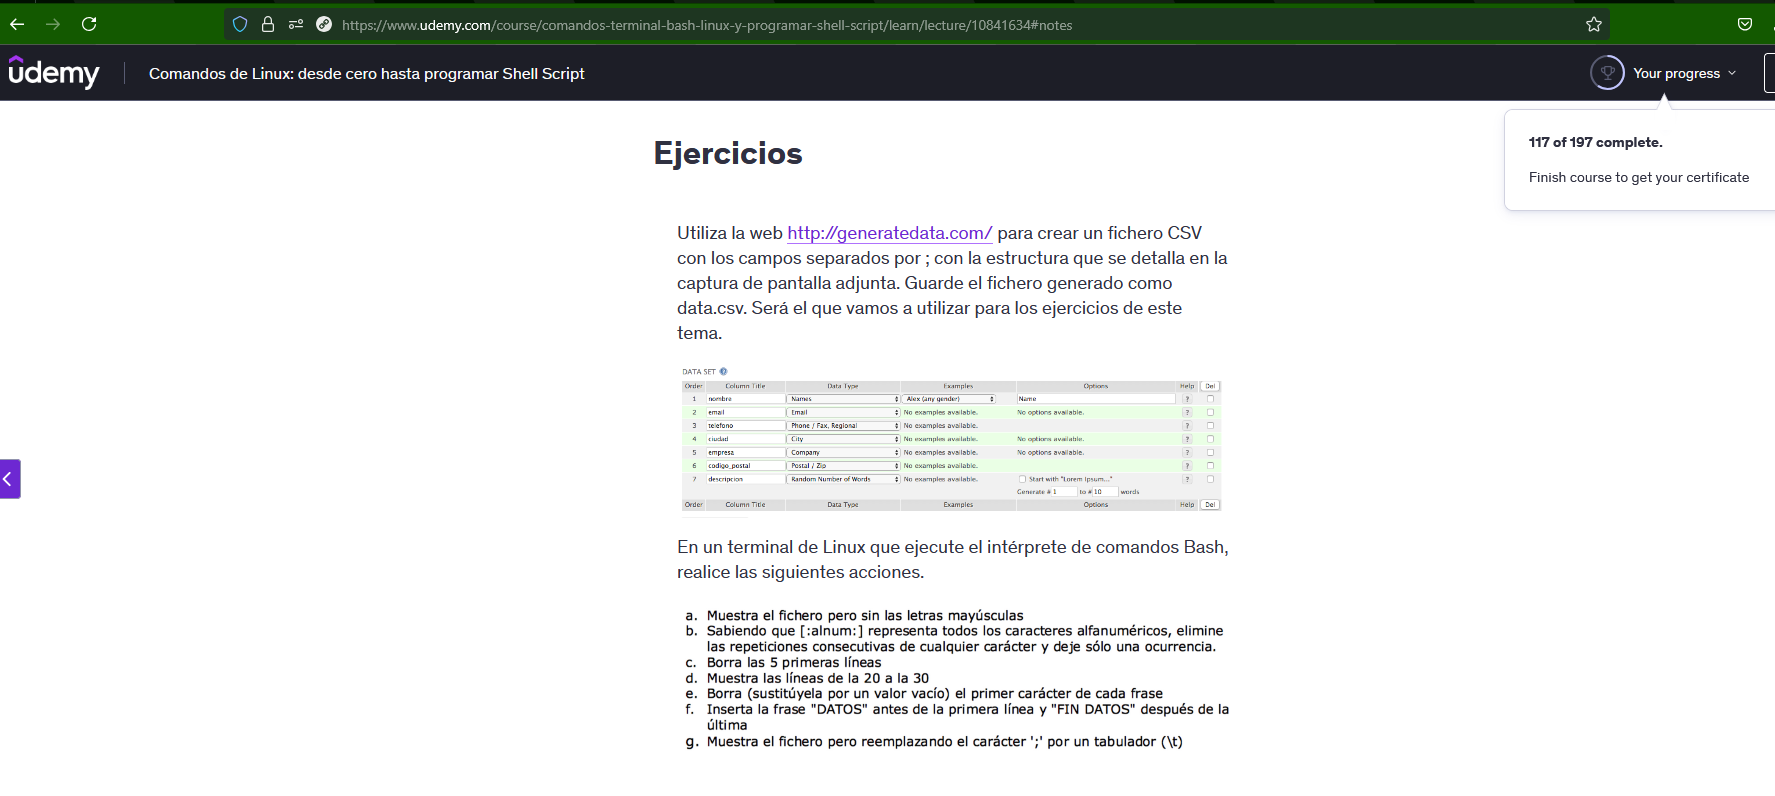 https://www.udemy.com/course/comandos-terminal-bash-linux-y-programar-shell-script/learn/lecture/10841634#notes
udemy
Comandos de Linux: desde cero hasta programar Shell Script
Your progress
117 of 197 complete.
Finish course to get your certificate
Ejercicios
Utiliza la web http://generatedata.com/ para crear un fichero CSV
con los campos separados por ; con la estructura que se detalla en la
captura de pantalla adjunta. Guarde el fichero generado como
data.csv. Será el que vamos a utilizar para los ejercicios de este
tema.
DATA SET ?
Order Column Title Data Type Examples Options Help Del
1 nombre Names Alex (any gender) Name ?
2 email Email No examples available. No options available. ?
3 telefono Phone / Fax, Regional No examples available. ?
4 ciudad City No examples available. No options available. ?
5 empresa Company No examples available. No options available. ?
6 codigo_postal Postal / Zip No examples available. ?
7 descripcion Random Number of Words No examples available. Start with "Lorem Ipsum..." ?
Generate # 1 to # 10 words
Order Column Title Data Type Examples Options Help Del
En un terminal de Linux que ejecute el intérprete de comandos Bash,
realice las siguientes acciones.
a. Muestra el fichero pero sin las letras mayúsculas
b. Sabiendo que [:alnum:] representa todos los caracteres alfanuméricos, elimine
las repeticiones consecutivas de cualquier carácter y deje sólo una ocurrencia.
c. Borra las 5 primeras líneas
d. Muestra las líneas de la 20 a la 30
e. Borra (sustitúyela por un valor vacío) el primer carácter de cada frase
f. Inserta la frase "DATOS" antes de la primera línea y "FIN DATOS" después de la
última
g. Muestra el fichero pero reemplazando el carácter ';' por un tabulador (\t)